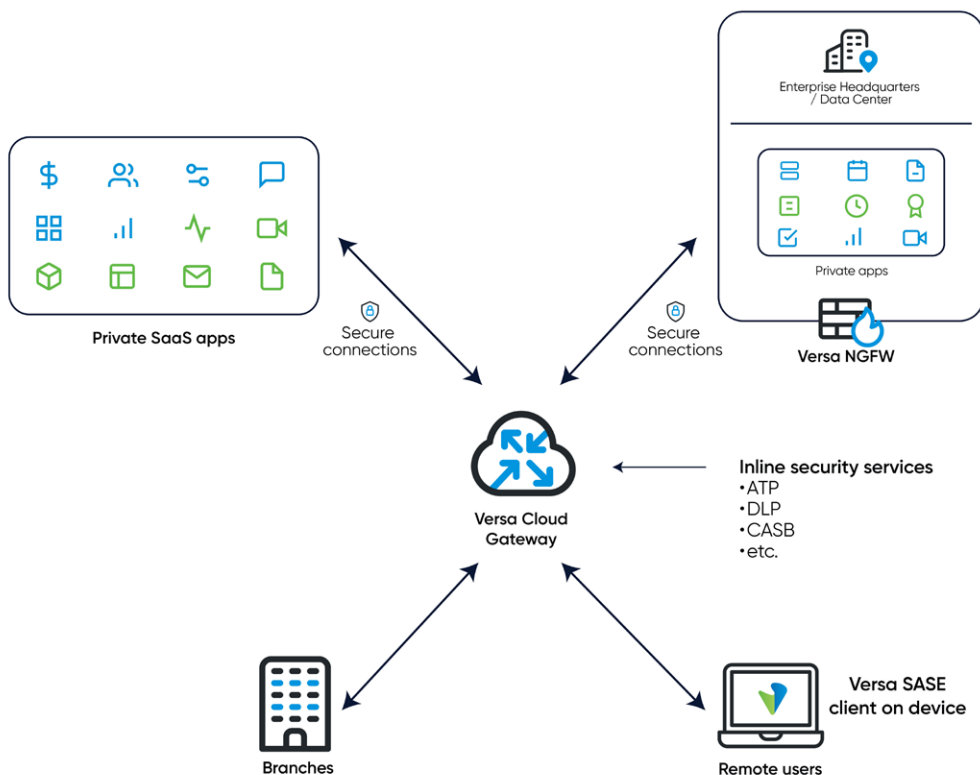 Enterprise Headquarters
/ Data Center
Private apps
Versa NGFW
Private SaaS apps
Secure
connections
Secure
connections
Versa Cloud
Gateway
Inline security services
•ATP
•DLP
•CASB
•etc.
Branches
Versa SASE
client on device
Remote users